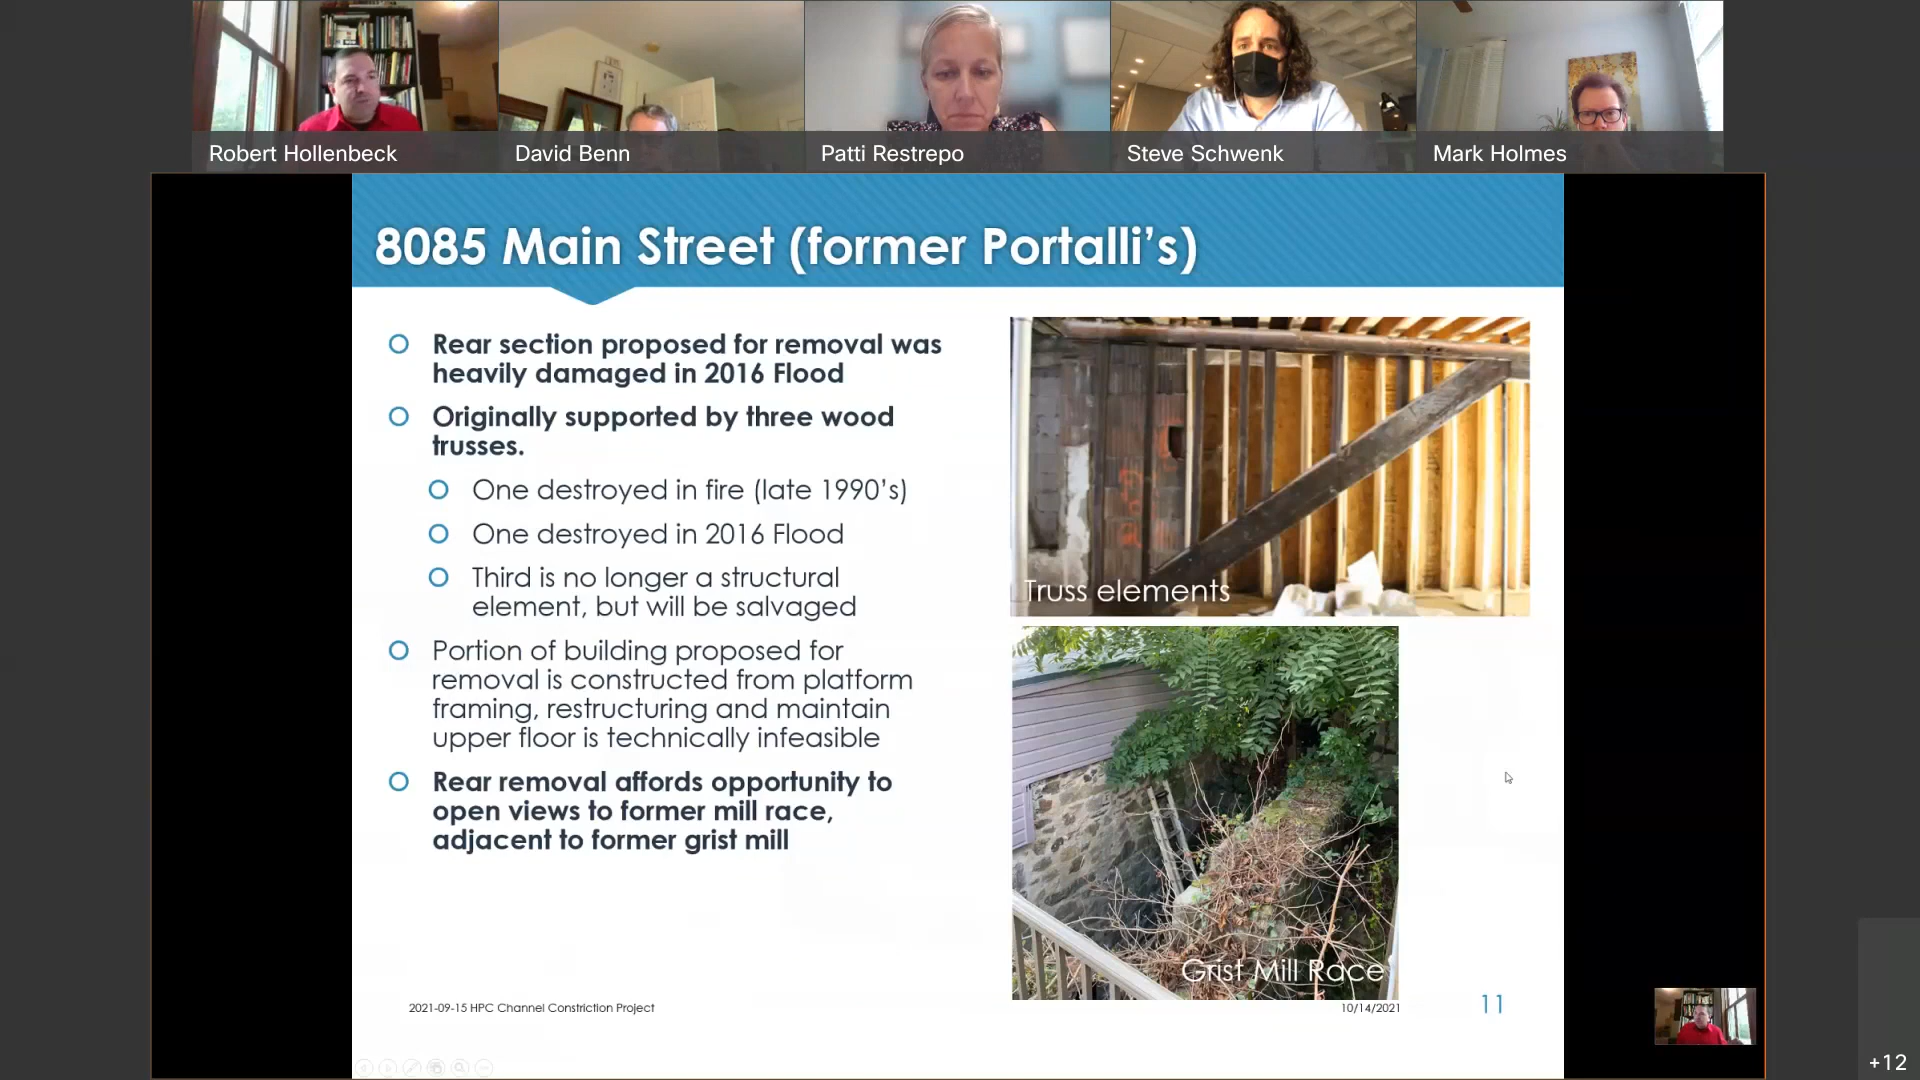 Robert Hollenbeck
David Benn
Patti Restrepo
Steve Schwenk
Mark Holmes
8085 Main Street (former Portalli's)
Rear section proposed for removal was
heavily damaged in 2016 Flood
Originally supported by three wood
trusses.
One destroyed in fire (late 1990's)
One destroyed in 2016 Flood
Third is no longer a structural
element, but will be salvaged
Portion of building proposed for
removal is constructed from platform
framing, restructuring and maintain
upper floor is technically infeasible
Rear removal affords opportunity to
open views to former mill race,
adjacent to former grist mill
Truss elements
Grist Mill Race
2021-09-15 HPC Channel Constriction Project
10/14/2021
11
+12